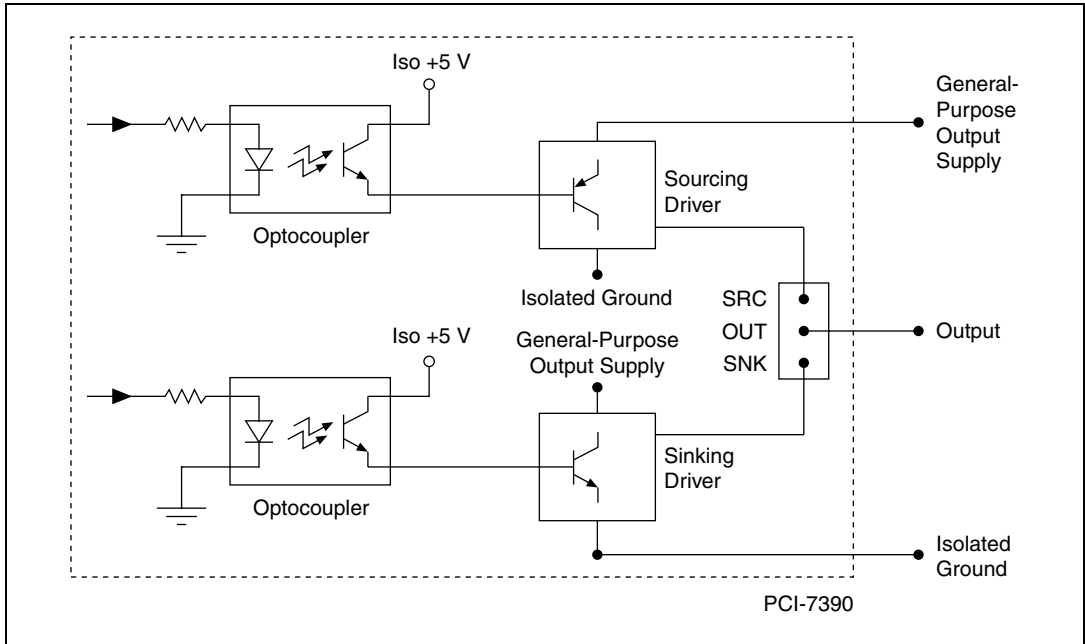 Iso +5 V
General-
Purpose
Output
Supply
Sourcing
Driver
Optocoupler
Isolated Ground
SRC
OUT
SNK
Output
Iso +5 V
General-Purpose
Output Supply
Sinking
Driver
Optocoupler
Isolated
Ground
PCI-7390